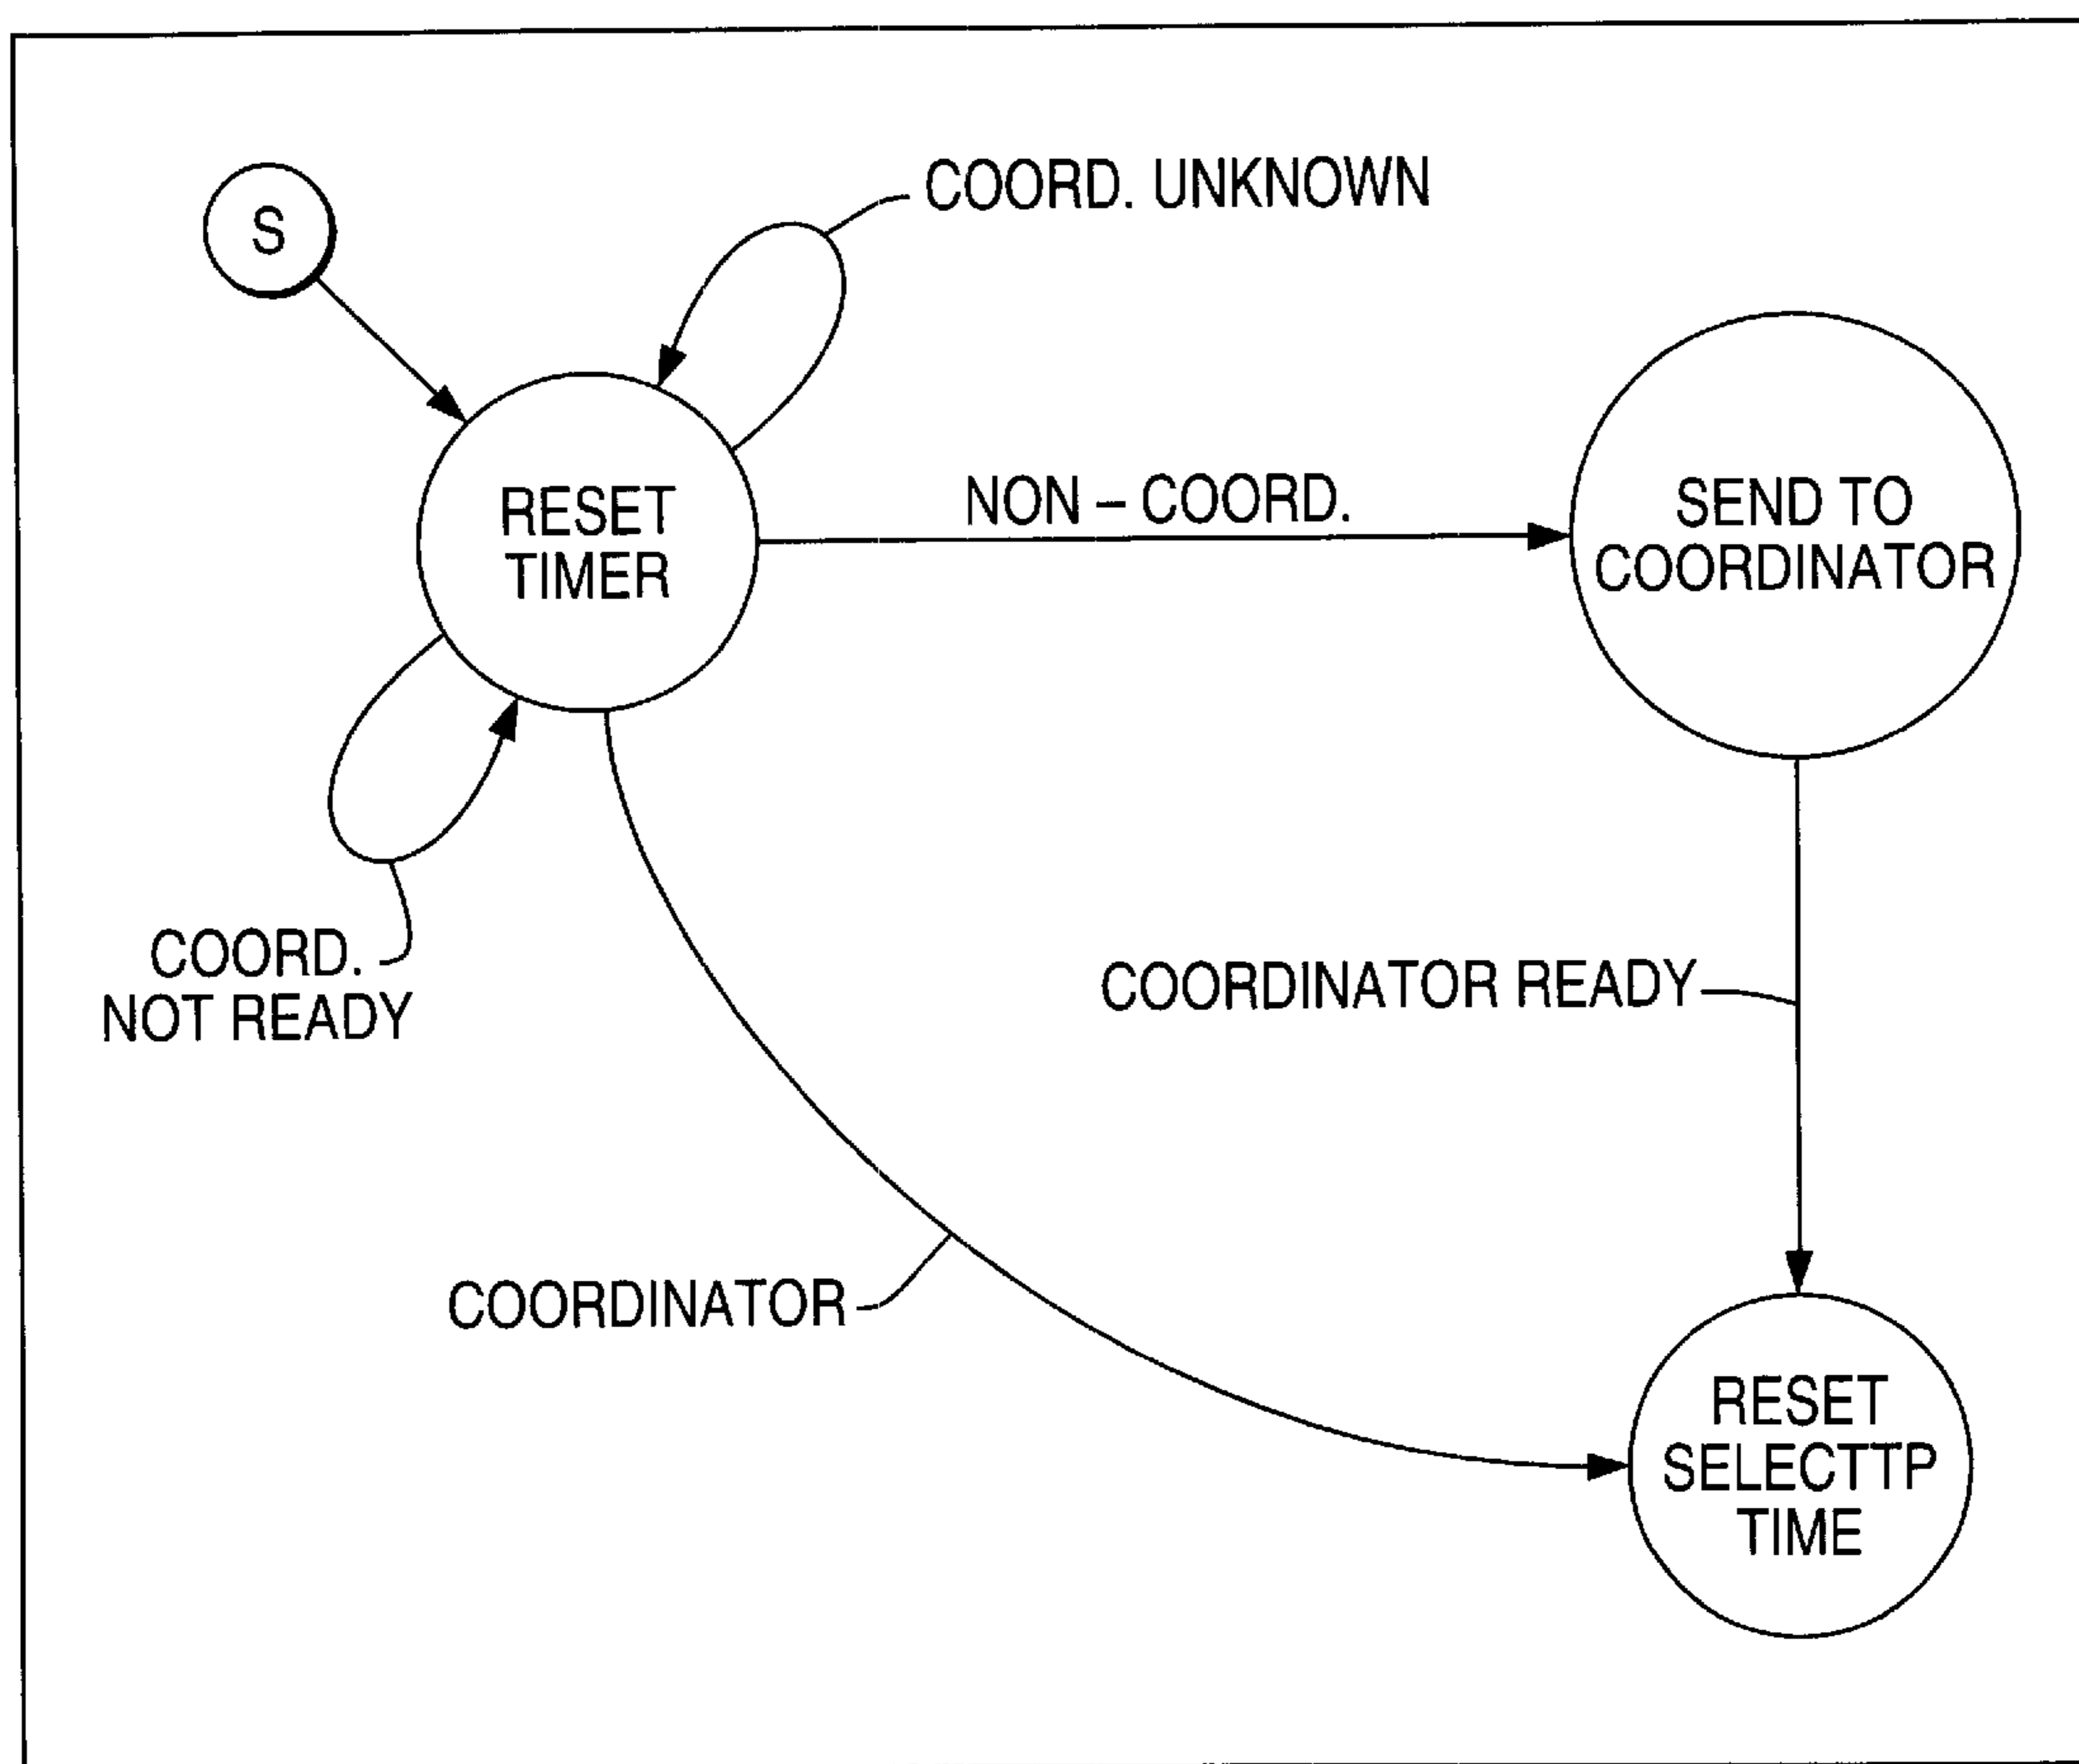 S
COORD. UNKNOWN
RESET
TIMER
NON – COORD.
SEND TO
COORDINATOR
COORD.
NOT READY
COORDINATOR READY
COORDINATOR
RESET
SELECTTP
TIME